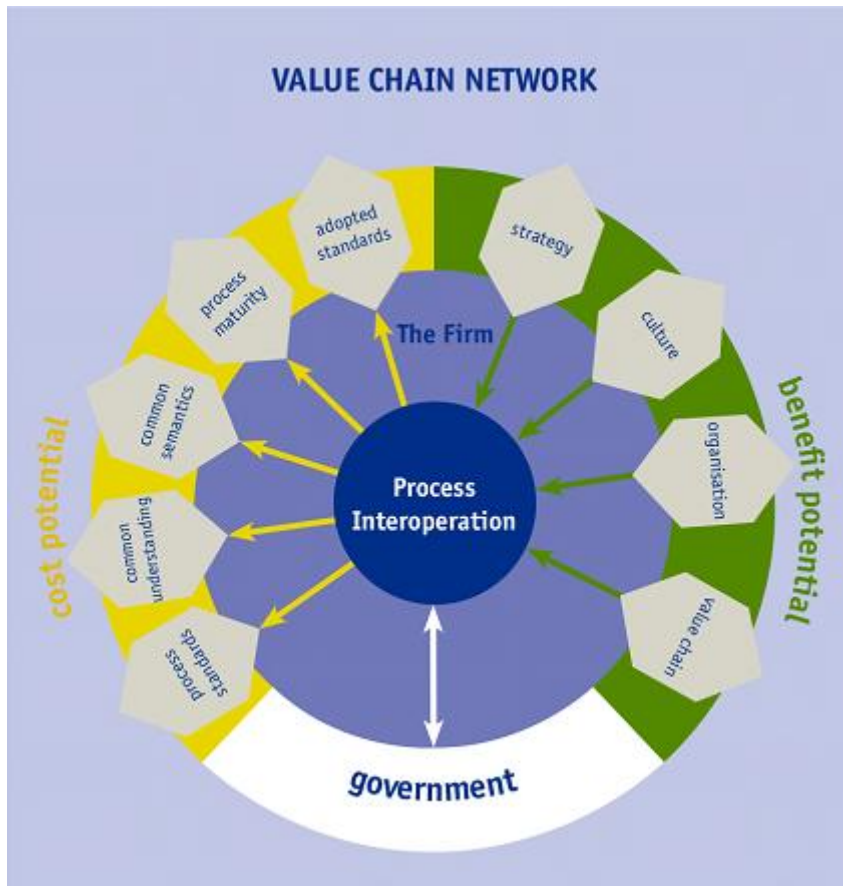 VALUE CHAIN NETWORK
adopted
standards
strategy
process
maturity
culture
The Firm
common
semantics
organisation
cost potential
benefit potential
Process
Interoperation
common
understanding
value chain
process
standards
government